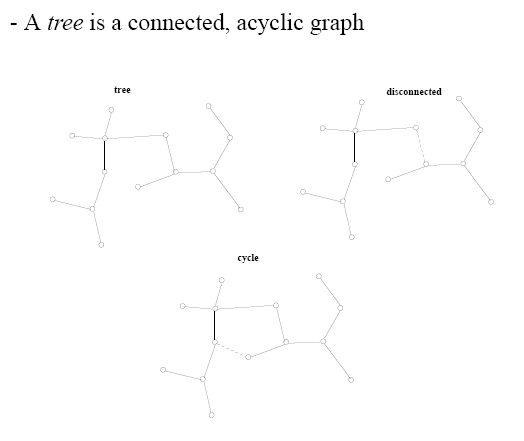 - A tree is a connected, acyclic graph
tree
disconnected
cycle